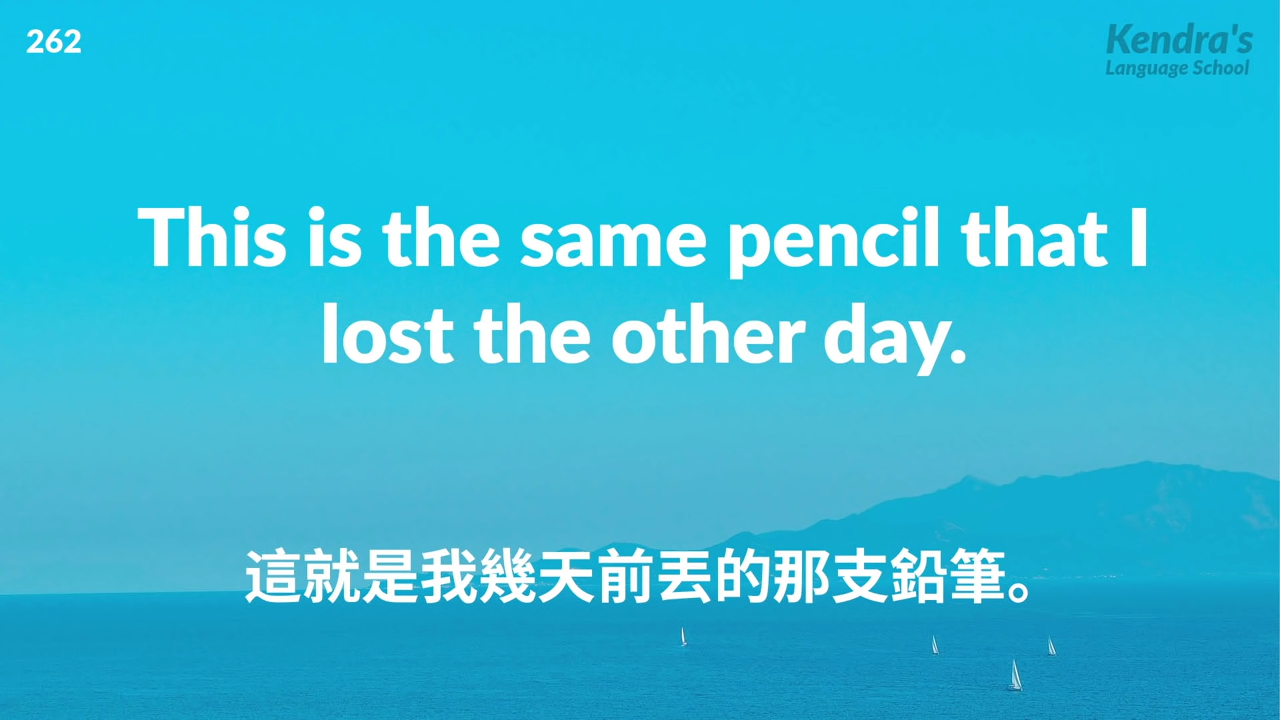 262
Kendra's
Language School
This is the same pencil that I
lost the other day.
這就是我幾天前丟的那支鉛筆。